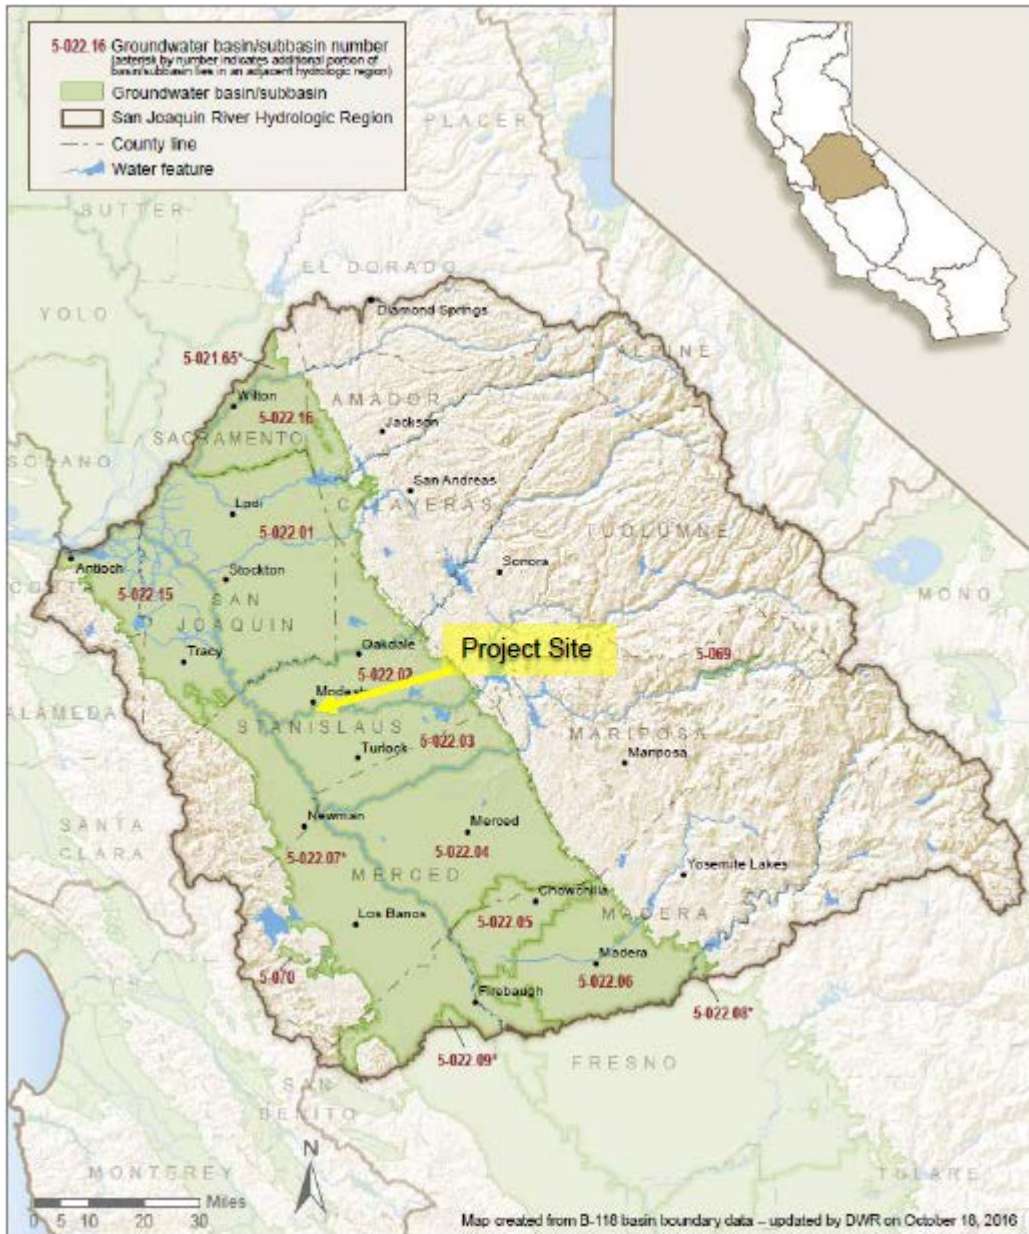 5-022.16 Groundwater basin/subbasin number
(asterisk by number indicates additional portion of
basin/subbasin lies in an adjacent hydrologic region)
Groundwater basin/subbasin
San Joaquin River Hydrologic Region
County line
Water feature
PLACER
SUTTER
EL DORADO
YOLO
Diamond Springs
ALPINE
5-021.65*
Wilton
AMADOR
5-022.16
Jackson
SACRAMENTO
SOLANO
San Andreas
Lodi
CALAVERAS
5-022.01
TUOLUMNE
Antioch
Stockton
Sonora
5-022.15
SAN
JOAQUIN
MONO
Tracy
Oakdale
Project Site
5-069
5-022.02
ALAMEDA
STANISLAUS
5-022.03
MARIPOSA
Turlock
Mariposa
SANTA
CLARA
Newman
Merced
5-022.07*
5-022.04
MERCED
Yosemite Lakes
Chowchilla
Los Banos
5-022.05
MADERA
Madera
5-070
5-022.06
Firebaugh
5-022.08*
5-022.09*
FRESNO
SAN
BENITO
N
MONTEREY
TULARE
Miles
0 5 10 20 30
Map created from B-118 basin boundary data – updated by DWR on October 18, 2016